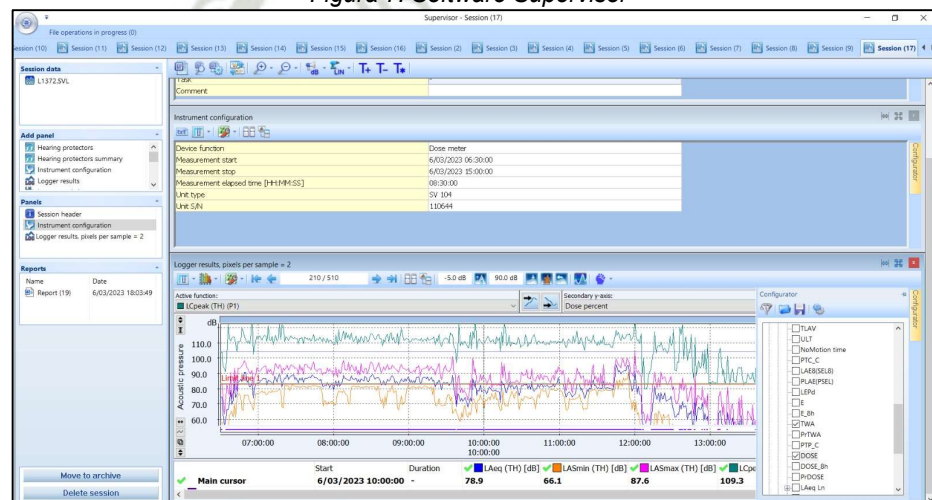 Figura 7. Software Supervisor
Supervisor - Session (17)
File operations in progress (0)
Session (11) Session (12) Session (13) Session (14) Session (15) Session (16) Session (2) Session (3) Session (4) Session (5) Session (6) Session (7) Session (8) Session (9) Session (17)
Session data
L1372.SVL
dB LIN T+ T- T*
Comment
Instrument configuration
Add panel
Hearing protectors
Hearing protectors summary
Instrument configuration
Logger results
Device function Dose meter
Measurement start 6/03/2023 06:30:00
Measurement stop 6/03/2023 15:00:00
Measurement elapsed time [HH:MM:SS] 08:30:00
Unit type SV 104
Unit S/N 110644
Configurator
Panels
Session header
Instrument configuration
Logger results, pixels per sample = 2
Reports
Name Date
Report (19) 6/03/2023 18:03:49
Logger results, pixels per sample = 2
210 / 510 -5.0 dB 90.0 dB
Active function: Secondary y-axis:
LCpeak (TH) (P1) Dose percent
Configurator
Configurator
TLAV
ULT
NoMotion time
PTC_C
LAE8(SEL8)
PLAE(PSEL)
LEPd
E
E_8h
TWA
PrTWA
PTP_C
DOSE
DOSE_8h
PrDOSE
LAeq Ln
dB
Acoustic pressure
110.0
100.0
90.0
80.0
70.0
60.0
07:00:00 08:00:00 09:00:00 10:00:00 11:00:00 12:00:00 13:00:00
10:00:00
Start Duration LAeq (TH) [dB] LASmin (TH) [dB] LASmax (TH) [dB]
Main cursor 6/03/2023 10:00:00 - 78.9 66.1 87.6 109.3
Move to archive
Delete session